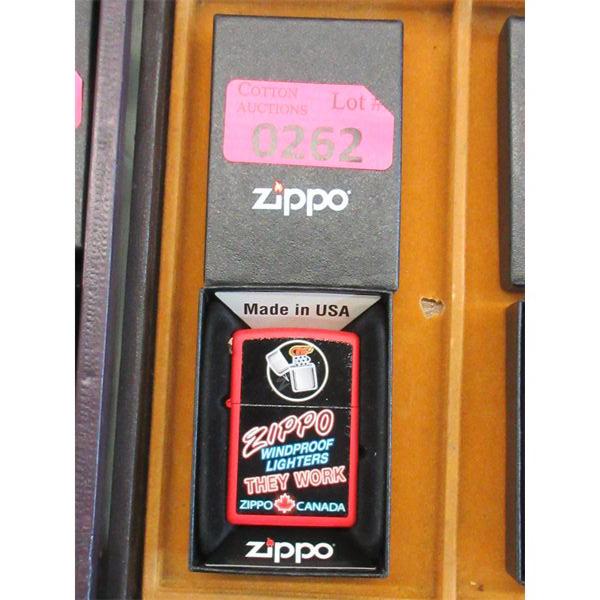 COTTON
AUCTIONS
Lot #
0262
zippo
Made in USA
ZIPPO
WINDPROOF
LIGHTERS
THEY WORK
ZIPPO CANADA
zippo